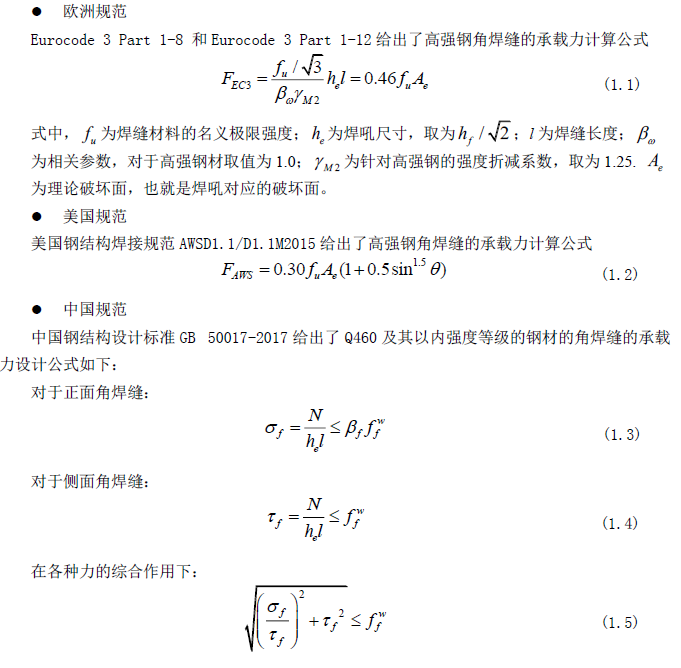 ● 欧洲规范
Eurocode 3 Part 1-8 和 Eurocode 3 Part 1-12 给出了高强钢角焊缝的承载力计算公式
$F_{EC3} = \frac{f_u / \sqrt{3}}{\beta_\omega \gamma_{M2}} h_e l = 0.46 f_u A_e$ (1.1)
式中，$f_u$ 为焊缝材料的名义极限强度；$h_e$ 为焊吼尺寸，取为 $h_f / \sqrt{2}$；$l$ 为焊缝长度；$\beta_\omega$
为相关参数，对于高强钢材取值为 1.0；$\gamma_{M2}$ 为针对高强钢的强度折减系数，取为 1.25. $A_e$
为理论破坏面，也就是焊吼对应的破坏面。
● 美国规范
美国钢结构焊接规范 AWSD1.1/D1.1M2015 给出了高强钢角焊缝的承载力计算公式
$F_{AWS} = 0.30 f_u A_e (1 + 0.5 \sin^{1.5} \theta)$ (1.2)
● 中国规范
中国钢结构设计标准 GB 50017-2017 给出了 Q460 及其以内强度等级的钢材的角焊缝的承载
力设计公式如下：
对于正面角焊缝：
$\sigma_f = \frac{N}{h_e l} \leq \beta_f f_f^w$ (1.3)
对于侧面角焊缝：
$\tau_f = \frac{N}{h_e l} \leq f_f^w$ (1.4)
在各种力的综合作用下：
$\sqrt{\left(\frac{\sigma_f}{\tau_f}\right)^2 + \tau_f^2} \leq f_f^w$ (1.5)